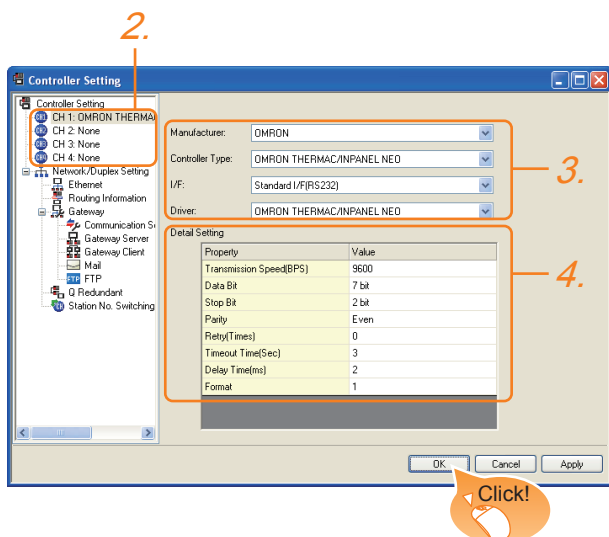 2.
Controller Setting
Controller Setting
CH 1: OMRON THERMA
CH 2: None
CH 3: None
CH 4: None
Network/Duplex Setting
Ethernet
Routing Information
Gateway
Communication S
Gateway Server
Gateway Client
Mail
FTP FTP
Q Redundant
Station No. Switching
Manufacturer: OMRON
Controller Type: OMRON THERMAC/INPANEL NEO
I/F: Standard I/F(RS232)
Driver: OMRON THERMAC/INPANEL NEO
3.
Detail Setting
Property Value
Transmission Speed(BPS) 9600
Data Bit 7 bit
Stop Bit 2 bit
Parity Even
Retry(Times) 0
Timeout Time(Sec) 3
Delay Time(ms) 2
Format 1
4.
OK Cancel Apply
Click!